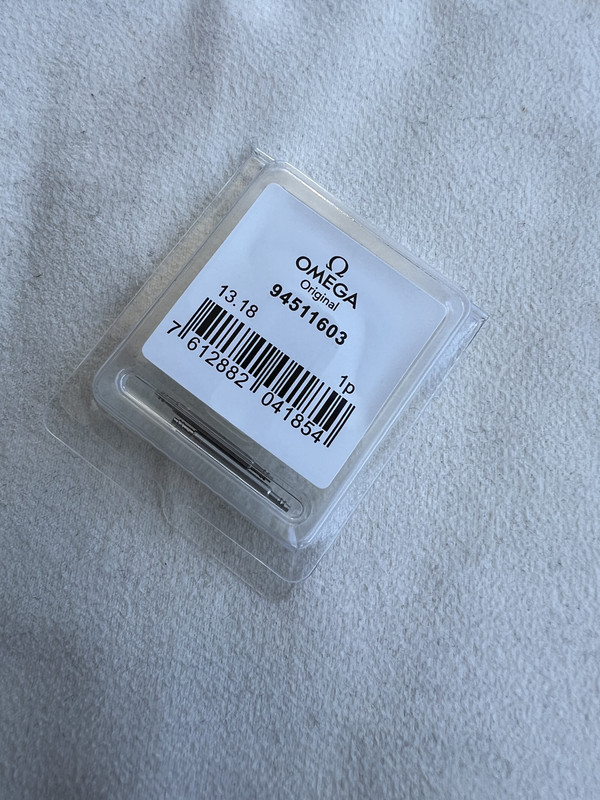 Ω
OMEGA
Original
94511603
13.18
1p
7 612882 041854